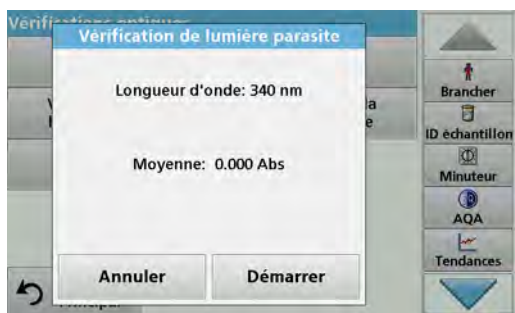 Vérification de lumière parasite
Longueur d'onde: 340 nm
Moyenne: 0.000 Abs
Annuler
Démarrer
Brancher
ID échantillon
Minuteur
AQA
Tendances